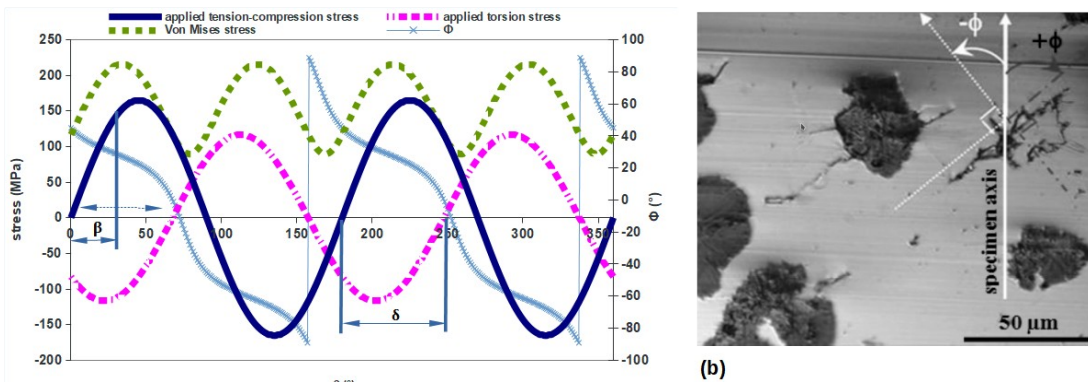 applied tension-compression stress
applied torsion stress
Von Mises stress
Φ
250
200
150
100
50
0
-50
-100
-150
-200
stress (MPa)
0
50
100
150
200
250
300
350
β
δ
100
80
60
40
20
0
-20
-40
-60
-80
-100
Φ (°)
-ϕ
+ϕ
specimen axis
50 µm
(b)